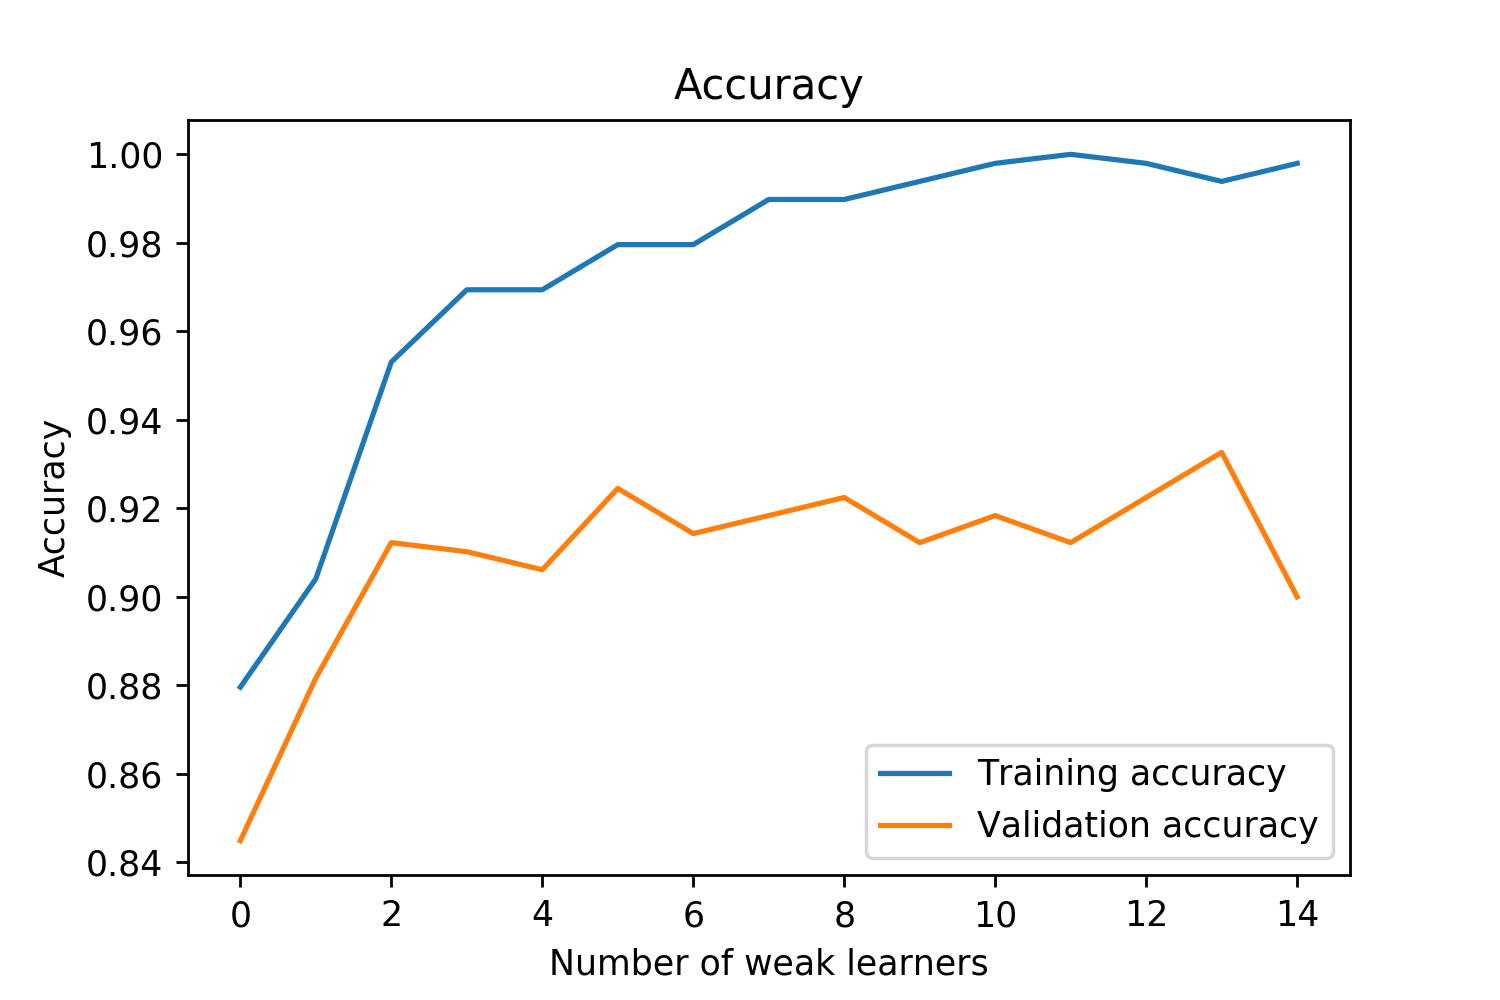 Accuracy
1.00
0.98
0.96
0.94
0.92
0.90
0.88
0.86
0.84
Accuracy
Training accuracy
Validation accuracy
0 2 4 6 8 10 12 14
Number of weak learners